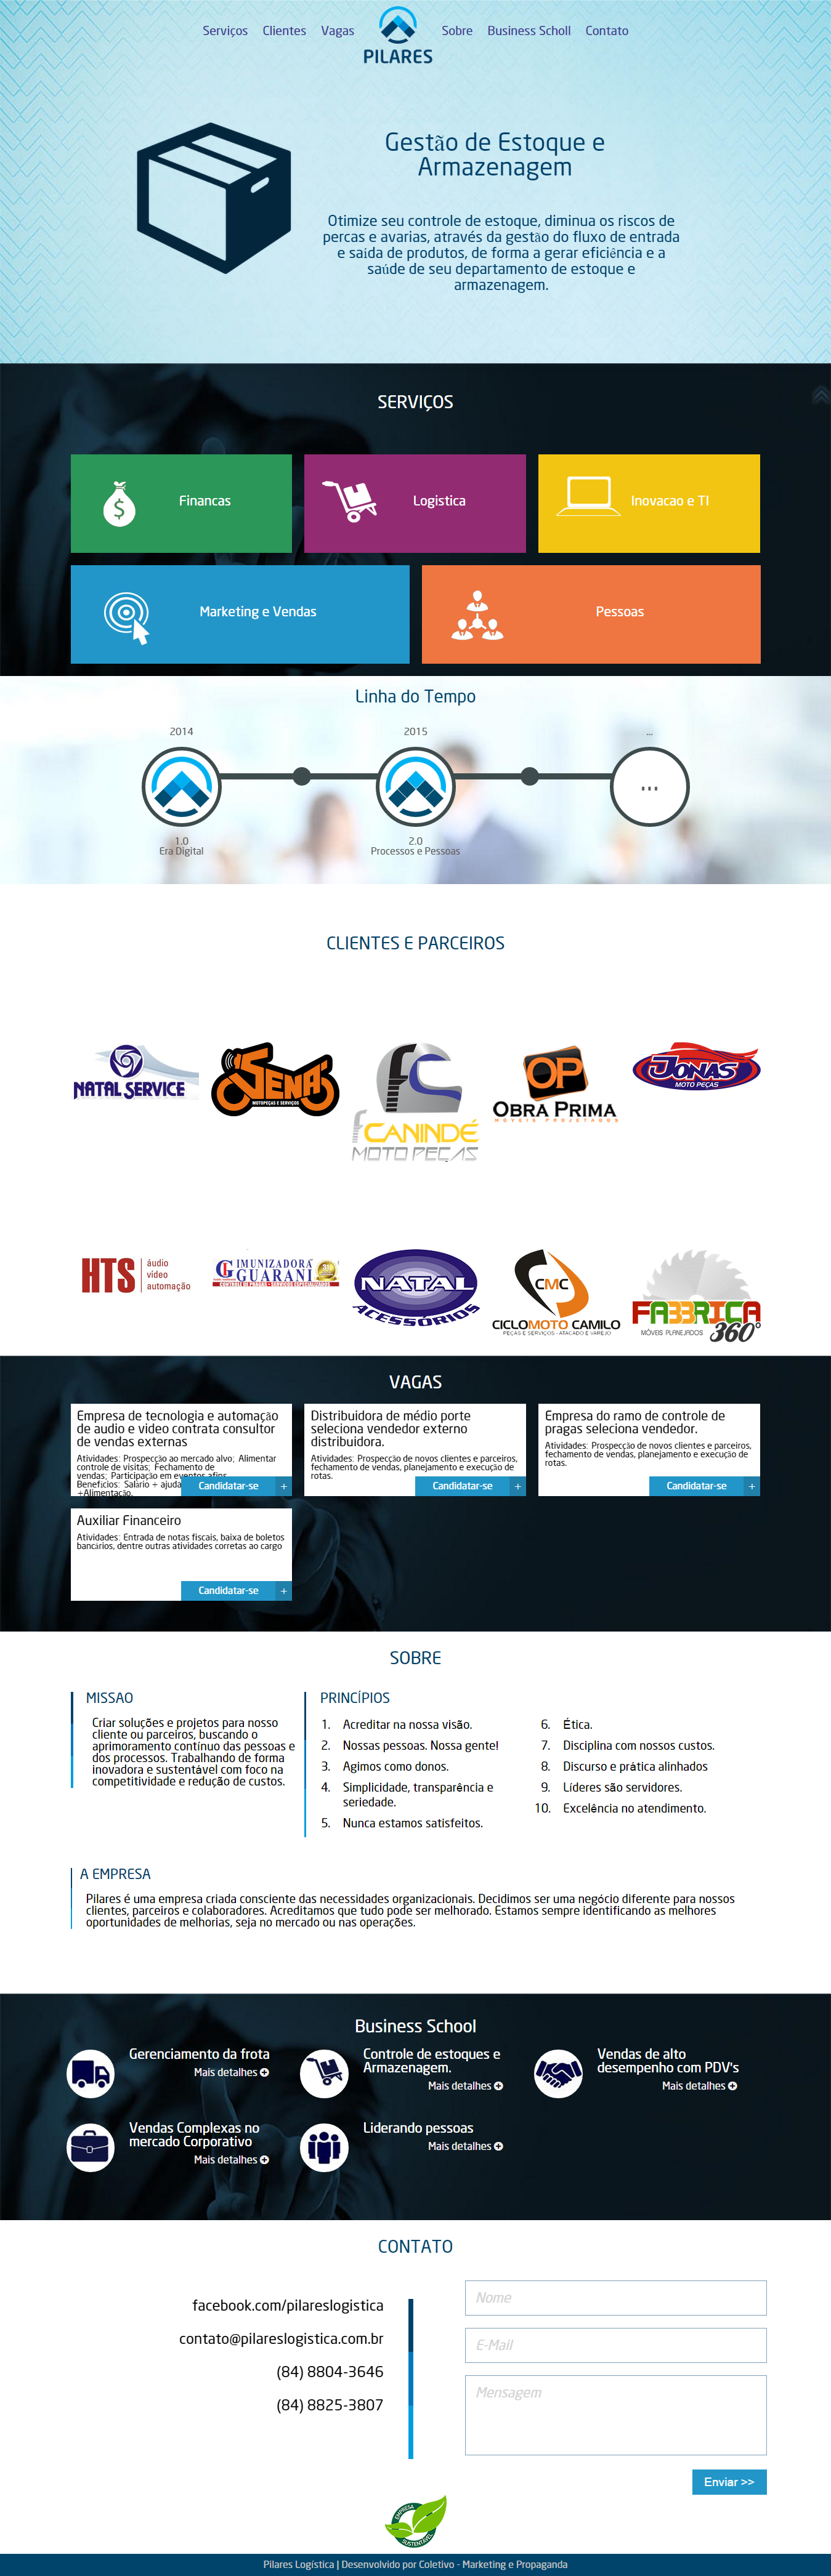 Serviços Clientes Vagas PILARES Sobre Business Scholl Contato
Gestão de Estoque e
Armazenagem
Otimize seu controle de estoque, diminua os riscos de
percas e avarias, através da gestão do fluxo de entrada
e saída de produtos, de forma a gerar eficiência e a
saúde de seu departamento de estoque e
armazenagem.
SERVIÇOS
Financas
Logistica
Inovacao e TI
Marketing e Vendas
Pessoas
Linha do Tempo
2014
2015
...
...
1.0
Era Digital
2.0
Processos e Pessoas
CLIENTES E PARCEIROS
NATAL SERVICE
SENA
MOTOPEÇAS E SERVIÇOS
FC
CANINDÉ
MOTO PEÇAS
OP
OBRA PRIMA
MÓVEIS PROJETADOS
JONAS
MOTO PEÇAS
HTS
áudio
vídeo
automação
IMUNIZADORA
GUARANI
CONTROLE DE PRAGAS - SERVIÇOS ESPECIALIZADOS
NATAL
ACESSÓRIOS
CMC
CICLOMOTO CAMILO
PEÇAS E SERVIÇOS - ATACADO E VAREJO
FABBRICA
MÓVEIS PLANEJADOS 360°
VAGAS
Empresa de tecnologia e automação
de audio e video contrata consultor
de vendas externas
Atividades: Prospecção ao mercado alvo; Alimentar
controle de visitas; Fechamento de
vendas; Participação em eventos afins
Benefícios: Salário + ajuda
+Alimentação.
Candidatar-se +
Distribuidora de médio porte
seleciona vendedor externo
distribuidora.
Atividades: Prospecção de novos clientes e parceiros,
fechamento de vendas, planejamento e execução de
rotas.
Candidatar-se +
Empresa do ramo de controle de
pragas seleciona vendedor.
Atividades: Prospecção de novos clientes e parceiros,
fechamento de vendas, planejamento e execução de
rotas.
Candidatar-se +
Auxiliar Financeiro
Atividades: Entrada de notas fiscais, baixa de boletos
bancários, dentre outras atividades corretas ao cargo
Candidatar-se +
SOBRE
MISSAO
Criar soluções e projetos para nosso
cliente ou parceiros, buscando o
aprimoramento contínuo das pessoas e
dos processos. Trabalhando de forma
inovadora e sustentável com foco na
competitividade e redução de custos.
PRINCÍPIOS
1. Acreditar na nossa visão.
2. Nossas pessoas. Nossa gente!
3. Agimos como donos.
4. Simplicidade, transparência e
seriedade.
5. Nunca estamos satisfeitos.
6. Ética.
7. Disciplina com nossos custos.
8. Discurso e prática alinhados
9. Líderes são servidores.
10. Excelência no atendimento.
A EMPRESA
Pilares é uma empresa criada consciente das necessidades organizacionais. Decidimos ser uma negócio diferente para nossos
clientes, parceiros e colaboradores. Acreditamos que tudo pode ser melhorado. Estamos sempre identificando as melhores
oportunidades de melhorias, seja no mercado ou nas operações.
Business School
Gerenciamento da frota
Mais detalhes
Controle de estoques e
Armazenagem.
Mais detalhes
Vendas de alto
desempenho com PDV's
Mais detalhes
Vendas Complexas no
mercado Corporativo
Mais detalhes
Liderando pessoas
Mais detalhes
CONTATO
facebook.com/pilareslogistica
contato@pilareslogistica.com.br
(84) 8804-3646
(84) 8825-3807
Nome
E-Mail
Mensagem
Enviar >>
EMPRESA
SUSTENTÁVEL
Pilares Logística | Desenvolvido por Coletivo - Marketing e Propaganda